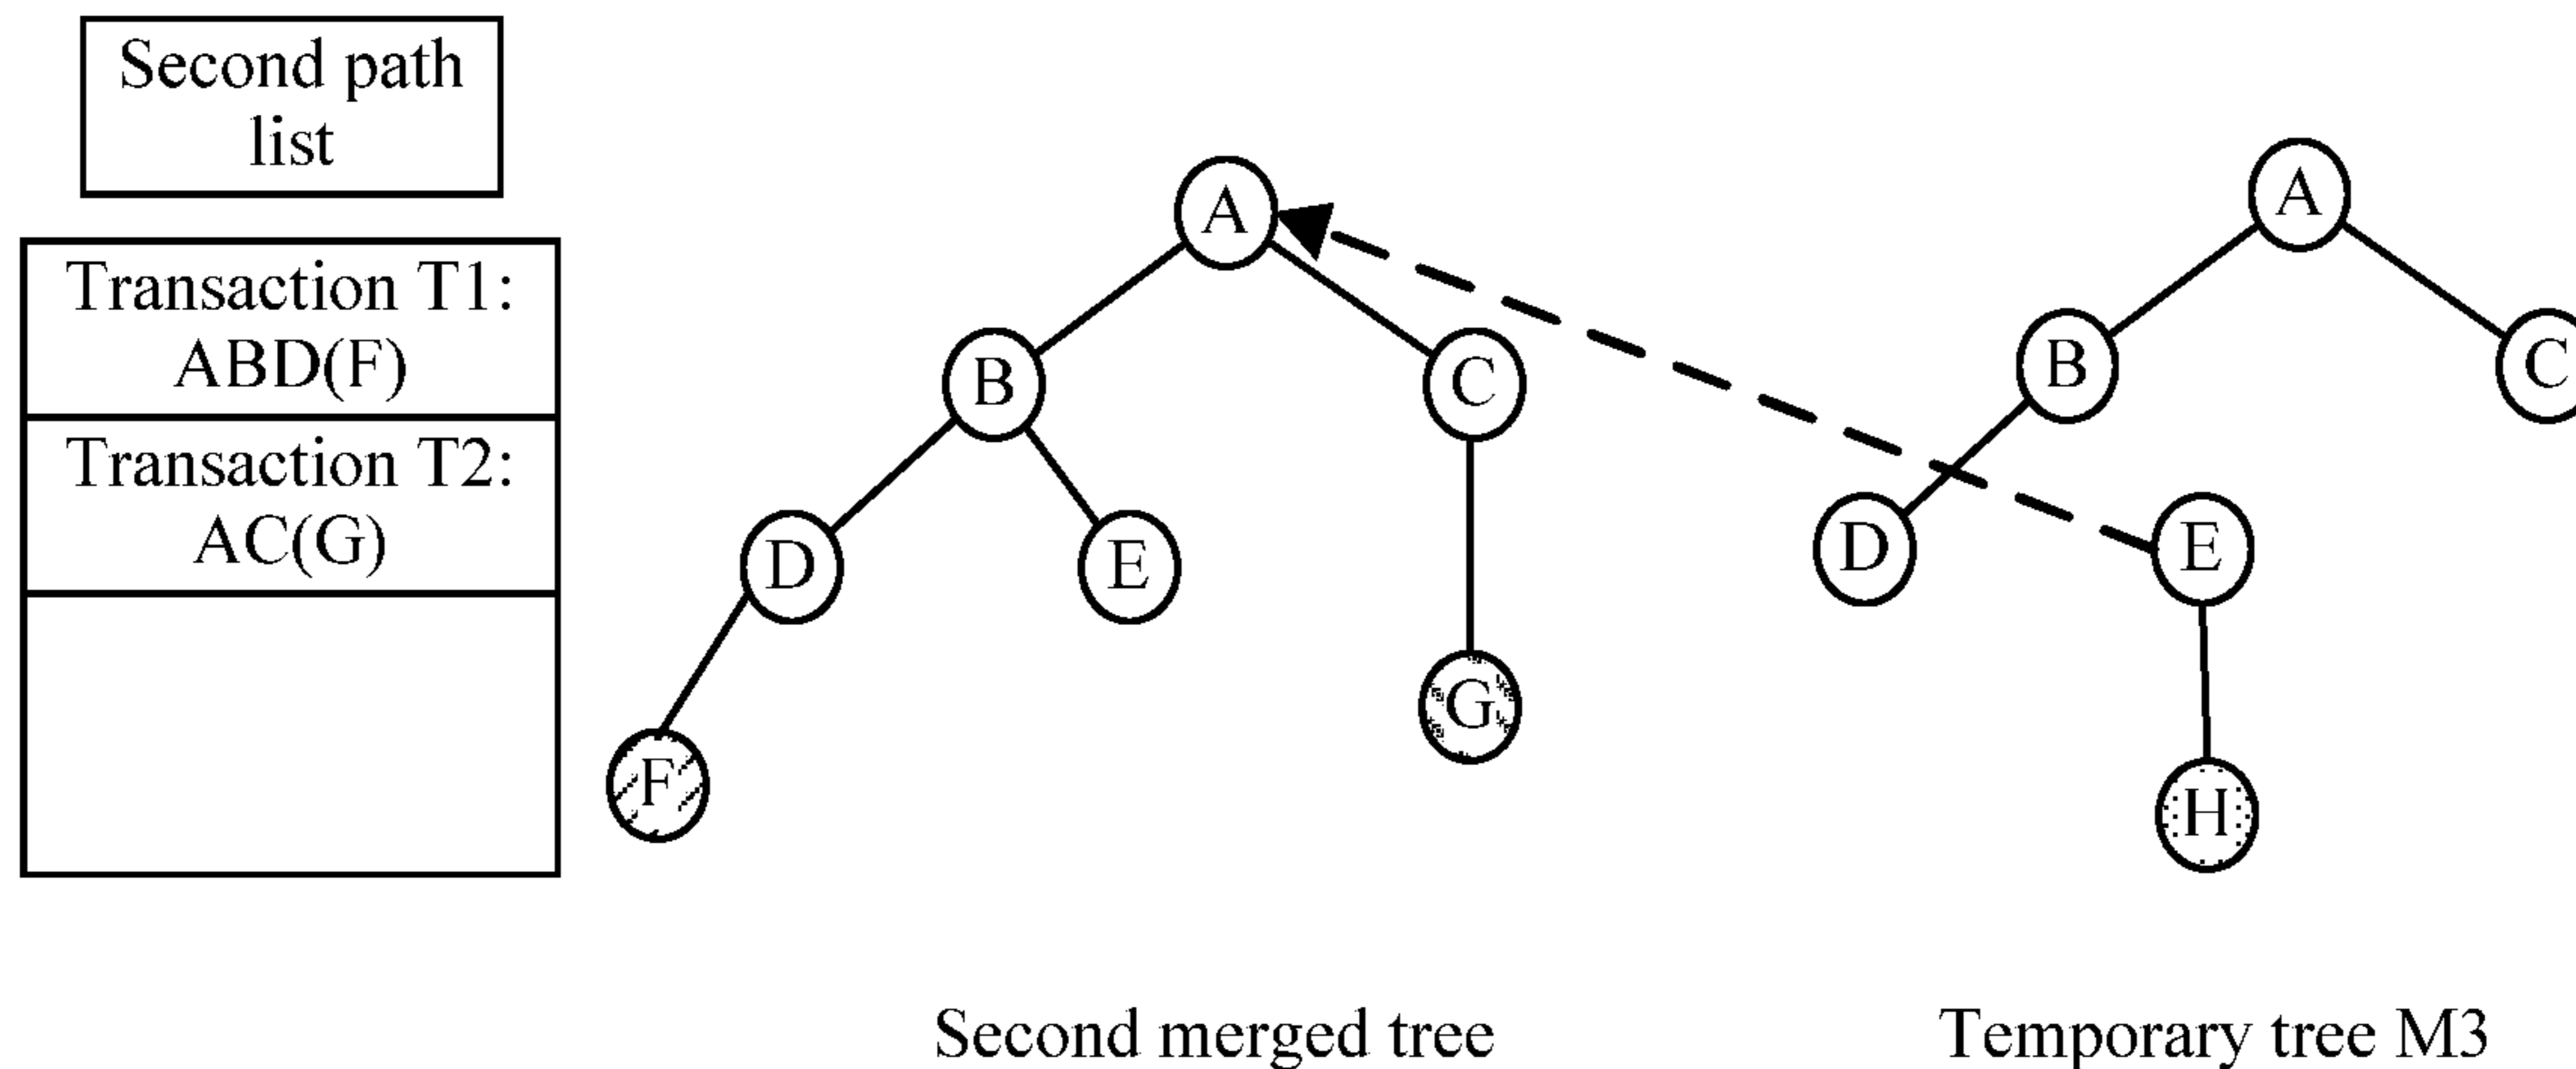 Second path
list
Transaction T1:
ABD(F)
Transaction T2:
AC(G)
A
B
C
D
E
G
F
A
B
C
D
E
H
Second merged tree
Temporary tree M3